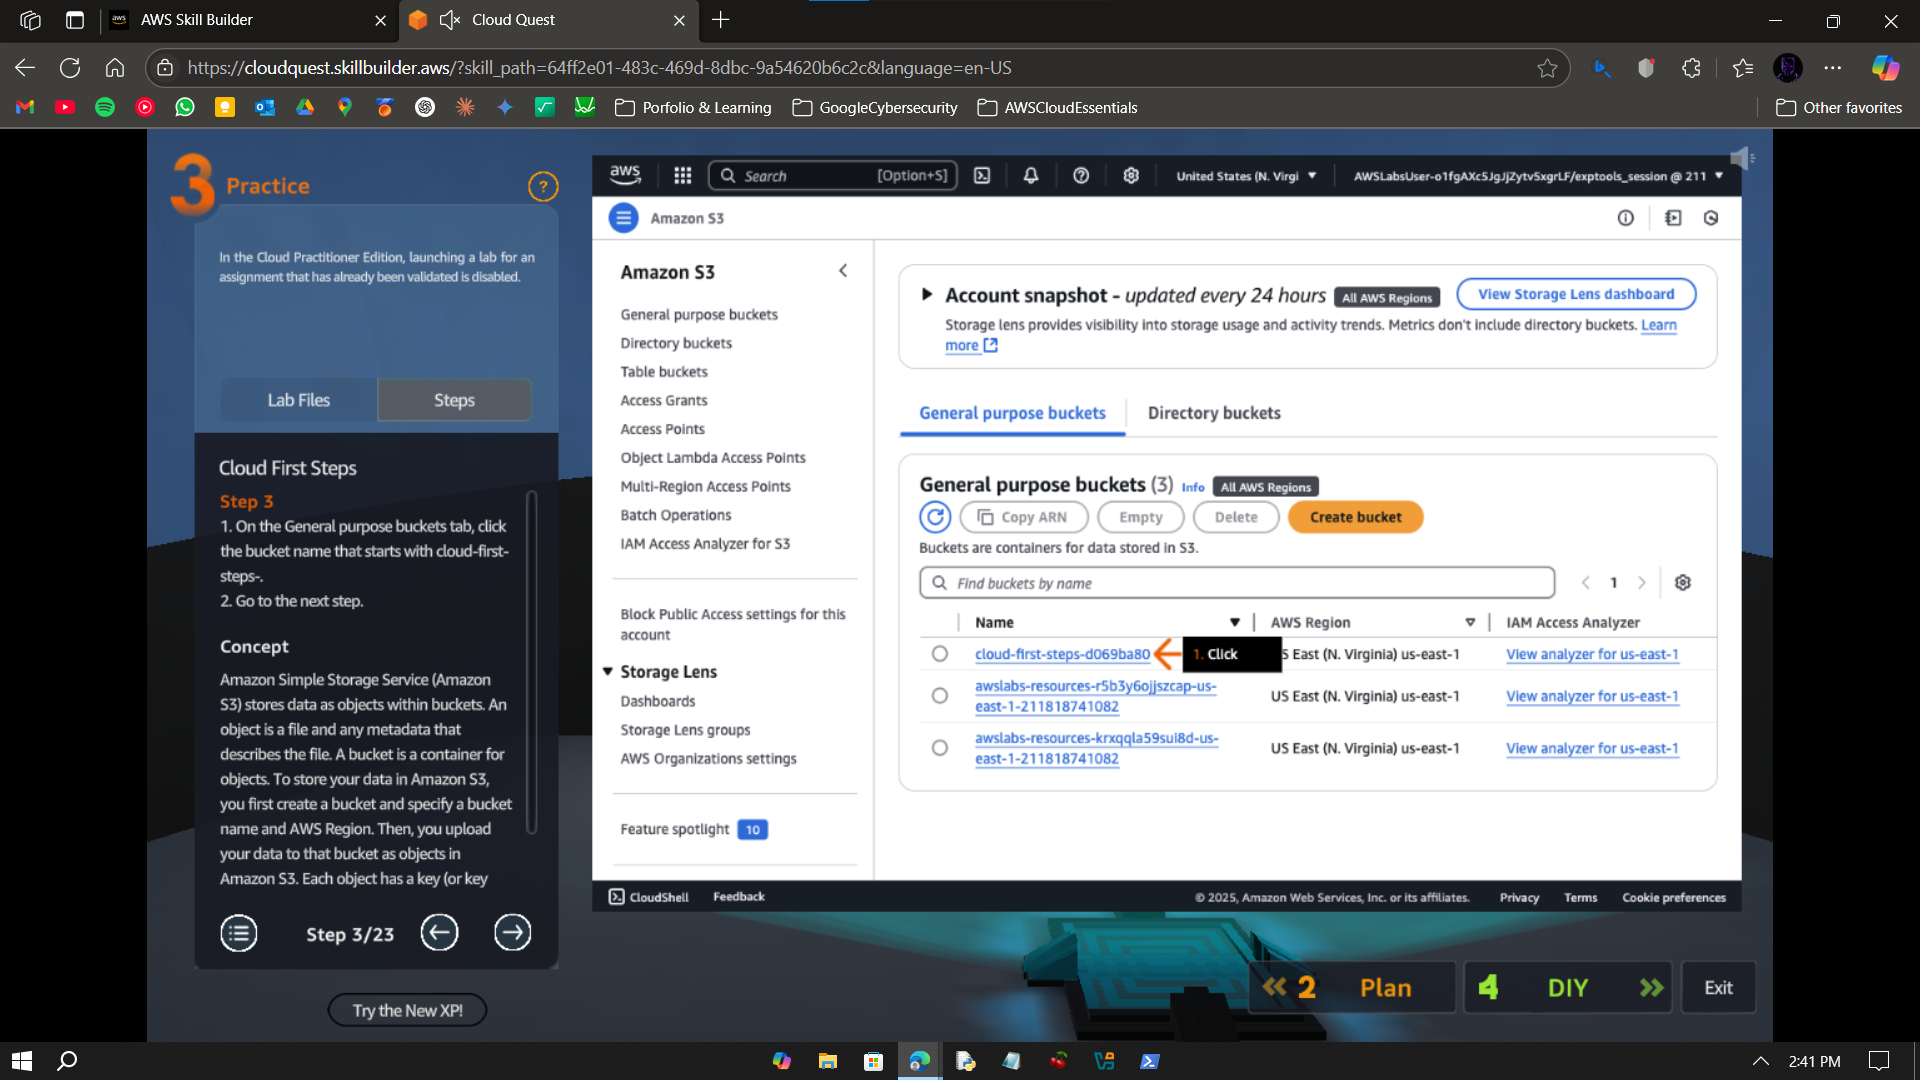 AWS Skill Builder
Cloud Quest
https://cloudquest.skillbuilder.aws/?skill_path=64ff2e01-483c-469d-8dbc-9a54620b6c2c&language=en-US
Porfolio & Learning
GoogleCybersecurity
AWSCloudEssentials
Other favorites
3 Practice
?
In the Cloud Practitioner Edition, launching a lab for an
assignment that has already been validated is disabled.
Lab Files
Steps
Cloud First Steps
Step 3
1. On the General purpose buckets tab, click
the bucket name that starts with cloud-first-
steps-.
2. Go to the next step.
Concept
Amazon Simple Storage Service (Amazon
S3) stores data as objects within buckets. An
object is a file and any metadata that
describes the file. A bucket is a container for
objects. To store your data in Amazon S3,
you first create a bucket and specify a bucket
name and AWS Region. Then, you upload
your data to that bucket as objects in
Amazon S3. Each object has a key (or key
Step 3/23
Try the New XP!
aws
Search
[Option+S]
United States (N. Virgi
AWSLabsUser-o1fgAXc5JgJjZytv5xgrLF/exptools_session @ 211
Amazon S3
Amazon S3
General purpose buckets
Directory buckets
Table buckets
Access Grants
Access Points
Object Lambda Access Points
Multi-Region Access Points
Batch Operations
IAM Access Analyzer for S3
Block Public Access settings for this
account
Storage Lens
Dashboards
Storage Lens groups
AWS Organizations settings
Feature spotlight 10
Account snapshot - updated every 24 hours
All AWS Regions
View Storage Lens dashboard
Storage lens provides visibility into storage usage and activity trends. Metrics don't include directory buckets. Learn
more
General purpose buckets
Directory buckets
General purpose buckets (3)
Info
All AWS Regions
Copy ARN
Empty
Delete
Create bucket
Buckets are containers for data stored in S3.
Find buckets by name
1
Name
AWS Region
IAM Access Analyzer
cloud-first-steps-d069ba80
1. Click
S East (N. Virginia) us-east-1
View analyzer for us-east-1
awslabs-resources-r5b3y6ojjszcap-us-
east-1-211818741082
US East (N. Virginia) us-east-1
View analyzer for us-east-1
awslabs-resources-krxqqla59sui8d-us-
east-1-211818741082
US East (N. Virginia) us-east-1
View analyzer for us-east-1
CloudShell
Feedback
© 2025, Amazon Web Services, Inc. or its affiliates.
Privacy
Terms
Cookie preferences
2 Plan
4 DIY
Exit
2:41 PM